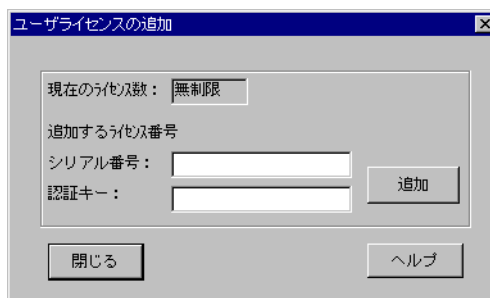 ユーザライセンスの追加
現在のﾗｲｾﾝｽ数： 無制限
追加するﾗｲｾﾝｽ番号
シリアル番号：
認証キー：
追加
閉じる
ヘルプ